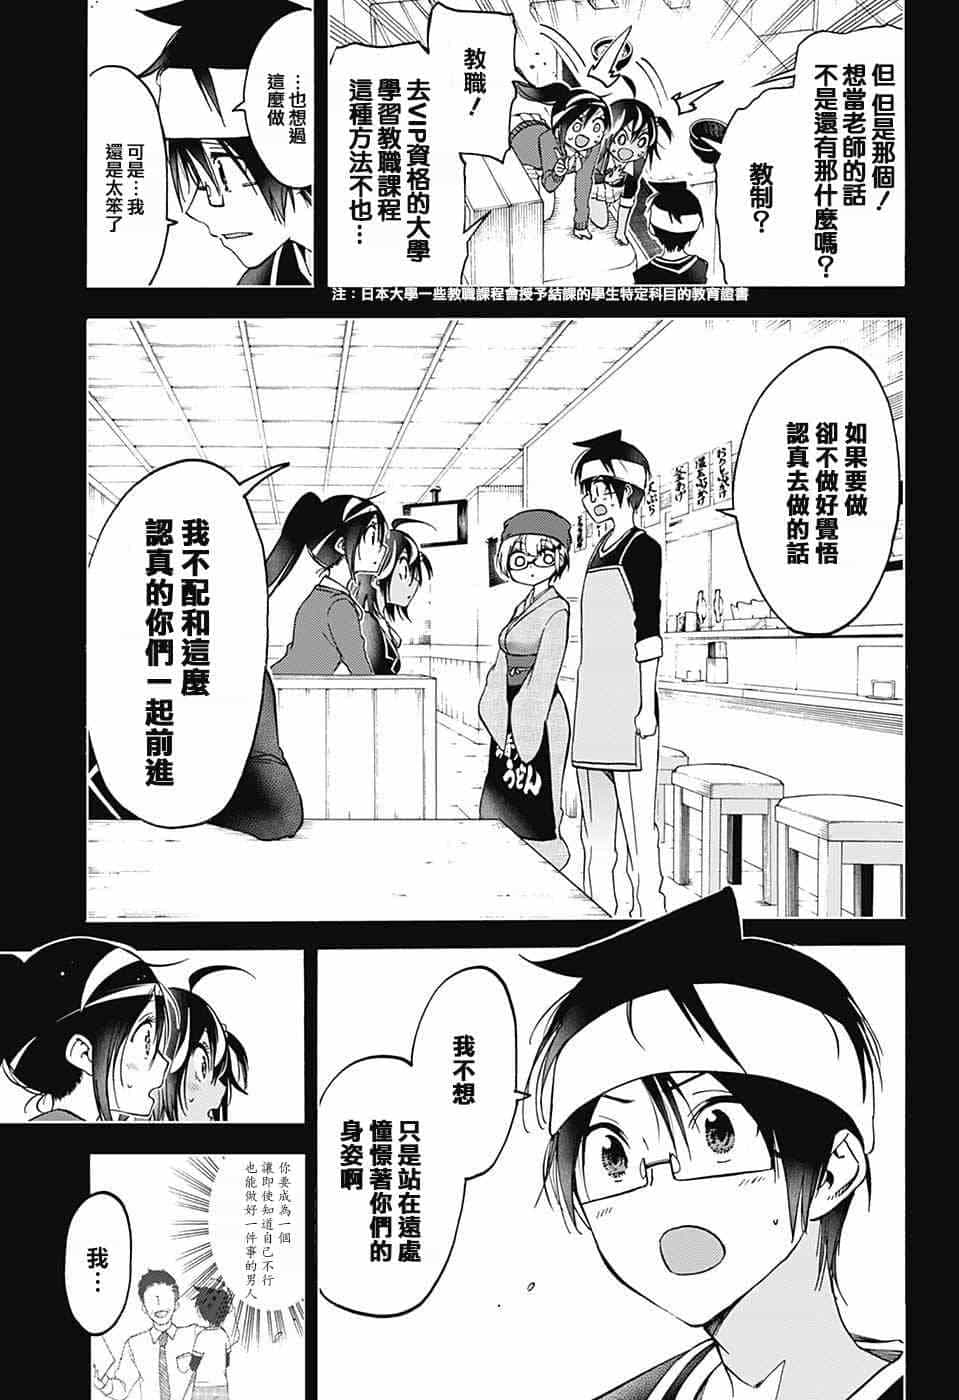 但 但是那個！
想當老師的話
不是還有那什麼嗎？
教制？
教職！
去VIP資格的大學
學習教職課程
這種方法不也…
注：日本大學一些教職課程會授予結課的學生特定科目的教育證書
…也想過
這麼做
可是…我
還是太笨了
如果要做
卻不做好覺悟
認真去做的話
我不配和這麼
認真的你們一起前進
うどん
我不想
只是站在遠處
憧憬著你們的
身姿啊
你要成為一個
讓即使知道自己不行
也能做好一件事的男人
我…